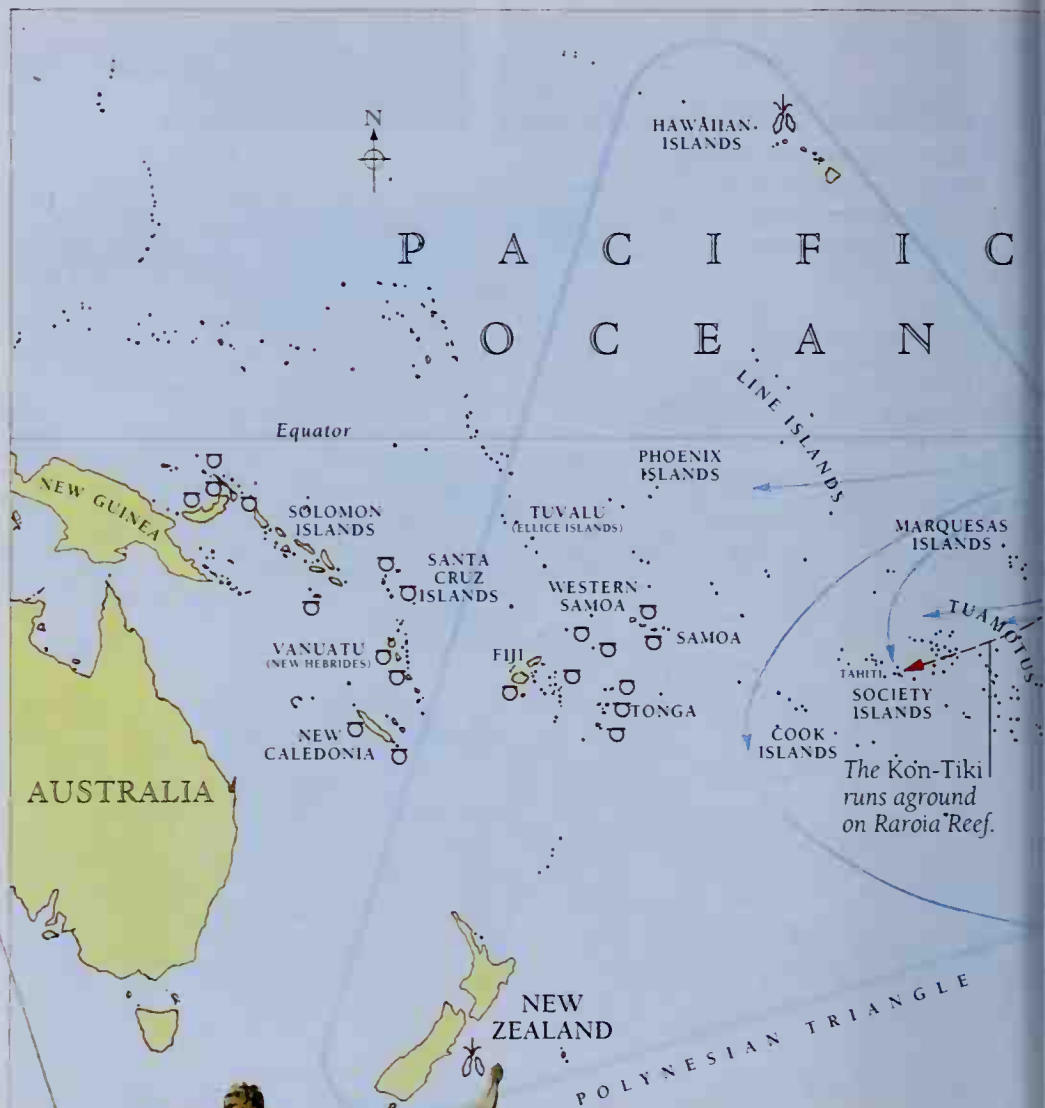 N
HAWAIIAN
ISLANDS
PACIFIC
OCEAN
LINE ISLANDS
Equator
PHOENIX
ISLANDS
NEW GUINEA
SOLOMON
ISLANDS
TUVALU
(ELLICE ISLANDS)
MARQUESAS
ISLANDS
SANTA
CRUZ
ISLANDS
WESTERN
SAMOA
SAMOA
TUAMOTUS
VANUATU
(NEW HEBRIDES)
FIJI
TAHITI
SOCIETY
ISLANDS
TONGA
NEW
CALEDONIA
COOK
ISLANDS
AUSTRALIA
The Kon-Tiki
runs aground
on Raroia Reef.
NEW
ZEALAND
POLYNESIAN TRIANGLE